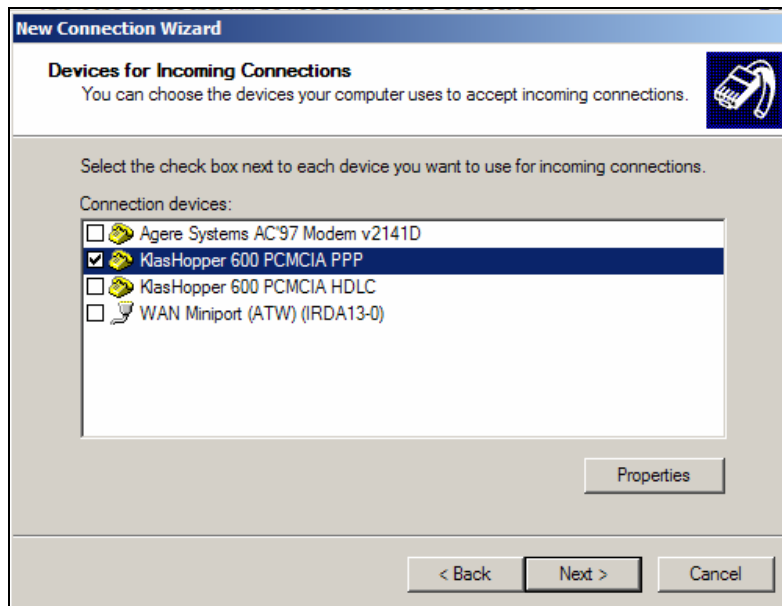 New Connection Wizard
Devices for Incoming Connections
You can choose the devices your computer uses to accept incoming connections.
Select the check box next to each device you want to use for incoming connections.
Connection devices:
Agere Systems AC'97 Modem v2141D
KlasHopper 600 PCMCIA PPP
KlasHopper 600 PCMCIA HDLC
WAN Miniport (ATW) (IRDA13-0)
Properties
< Back Next > Cancel